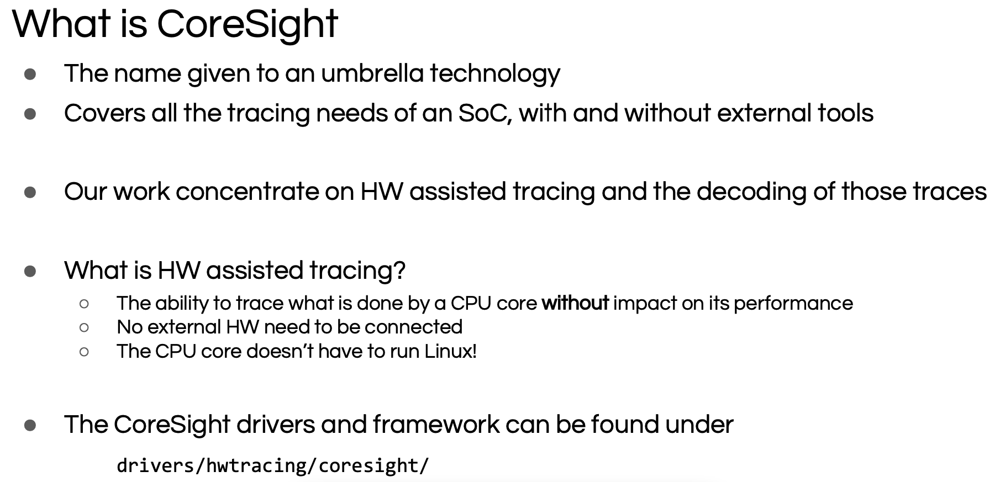 What is CoreSight
● The name given to an umbrella technology
● Covers all the tracing needs of an SoC, with and without external tools
● Our work concentrate on HW assisted tracing and the decoding of those traces
● What is HW assisted tracing?
○ The ability to trace what is done by a CPU core without impact on its performance
○ No external HW need to be connected
○ The CPU core doesn’t have to run Linux!
● The CoreSight drivers and framework can be found under
drivers/hwtracing/coresight/